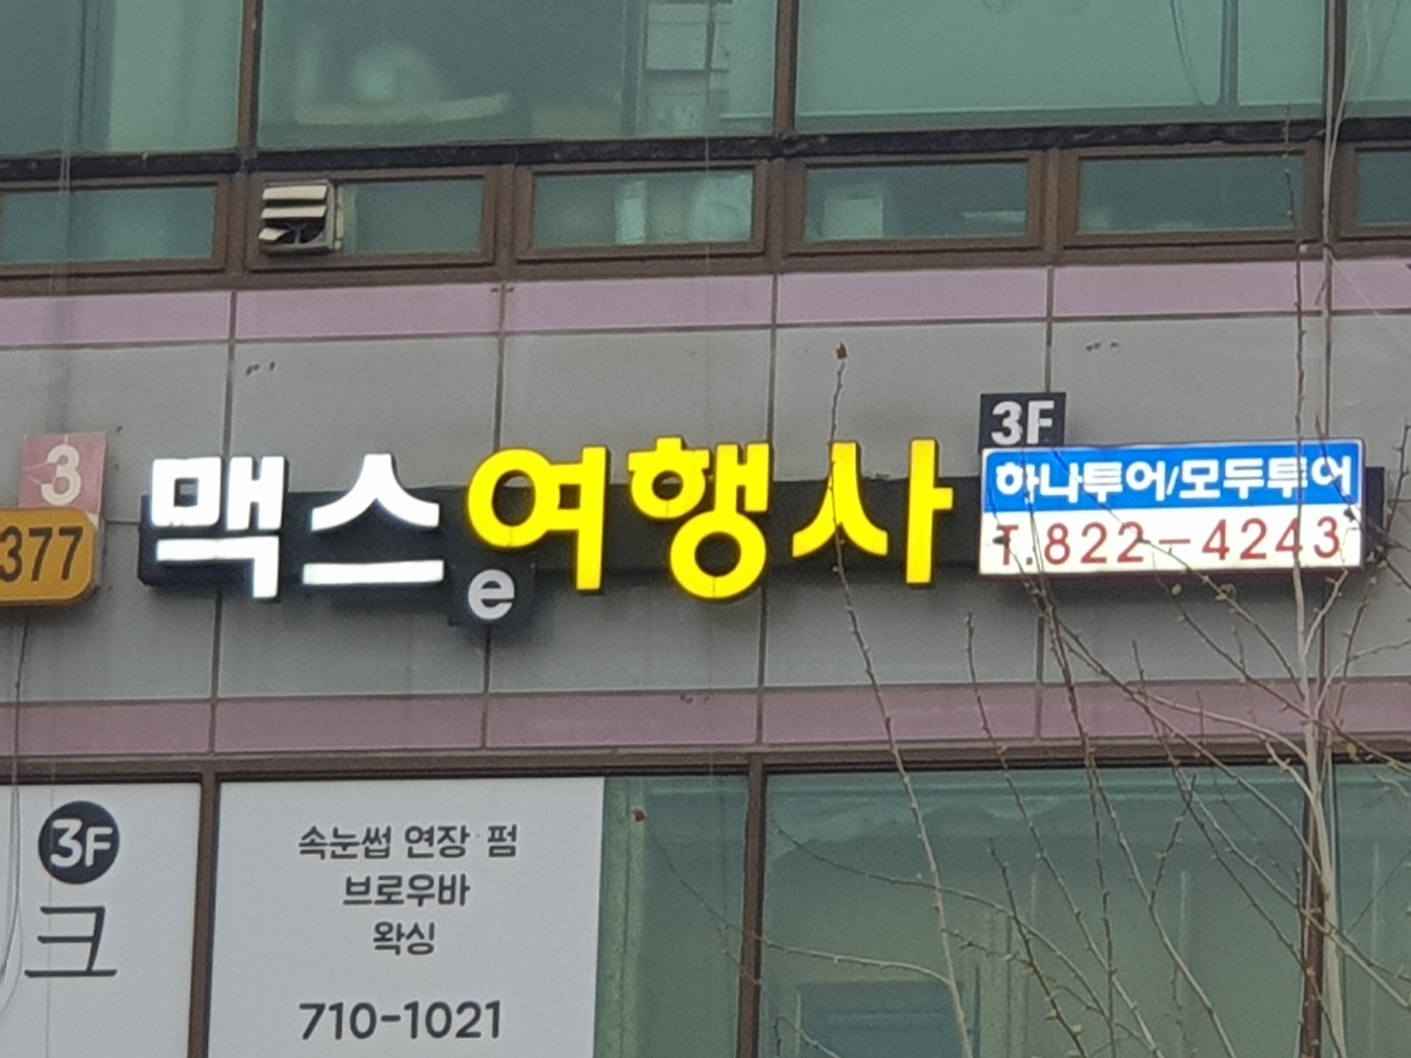 3
377
맥스여행사
e
3F
하나투어/모두투어
T.822-4243
3F
크
속눈썹 연장·펌
브로우바
왁싱
710-1021